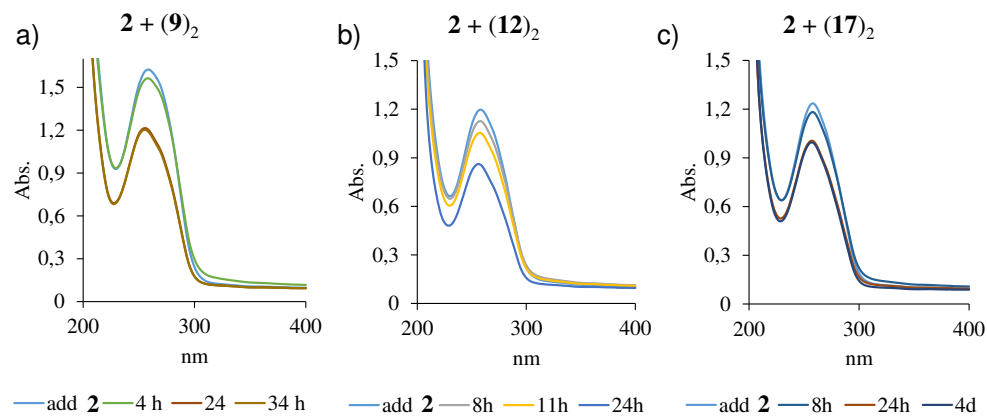 a) 2 + (9)2
b) 2 + (12)2
c) 2 + (17)2
Abs.
1,5
1,2
0,9
0,6
0,3
0
200 300 400
nm
add 2 4 h 24 34 h
Abs.
1,5
1,2
0,9
0,6
0,3
0
200 300 400
nm
add 2 8h 11h 24h
Abs.
1,5
1,2
0,9
0,6
0,3
0
200 300 400
nm
add 2 8h 24h 4d